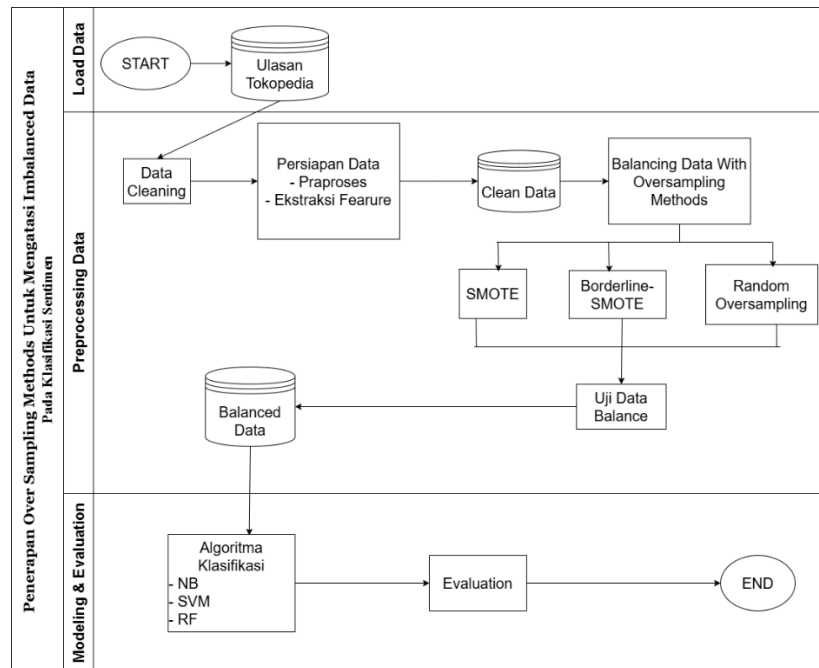 Penerapan Over Sampling Methods Untuk Mengatasi Imbalanced Data
Pada Klasifikasi Sentimen
Load Data
START
Ulasan
Tokopedia
Preprocessing Data
Data
Cleaning
Persiapan Data
- Praproses
- Ekstraksi Fearure
Clean Data
Balancing Data With
Oversampling
Methods
SMOTE
Borderline-
SMOTE
Random
Oversampling
Uji Data
Balance
Balanced
Data
Modeling & Evaluation
Algoritma
Klasifikasi
- NB
- SVM
- RF
Evaluation
END